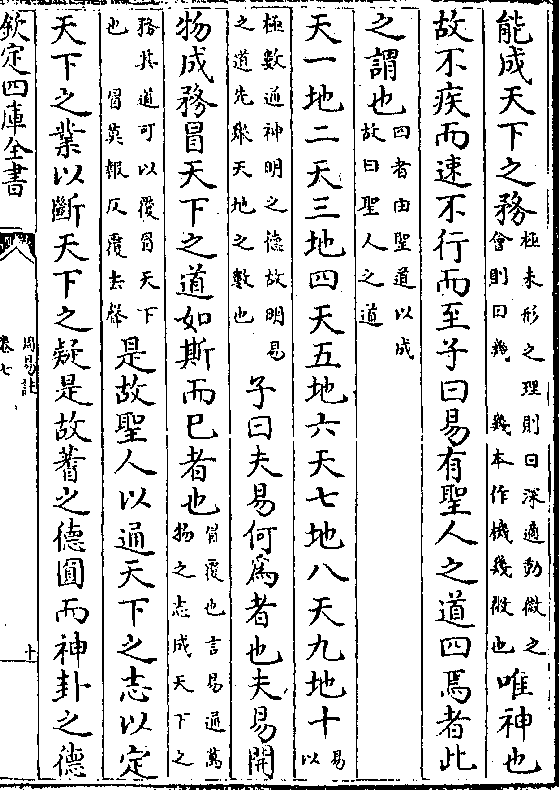 能成天下之務極未形之理則曰深適動微之會則曰幾　幾本作機幾微也唯神也
故不疾而速不行而至子曰易有聖人之道四焉者此
之謂也四者由聖道以成故曰聖人之道
天一地二天三地四天五地六天七地八天九地十易以
極數通神明之德故明易之道先舉天地之數也子曰夫易何為者也夫易開
物成務冒天下之道如斯而已者也冒覆也言易通萬物之志成天下之
務其道可以覆冒天下也　冒莫報反覆去聲是故聖人以通天下之志以定
天下之業以斷天下之疑是故蓍之德圓而神卦之德
欽定四庫全書
周易註
卷七
十